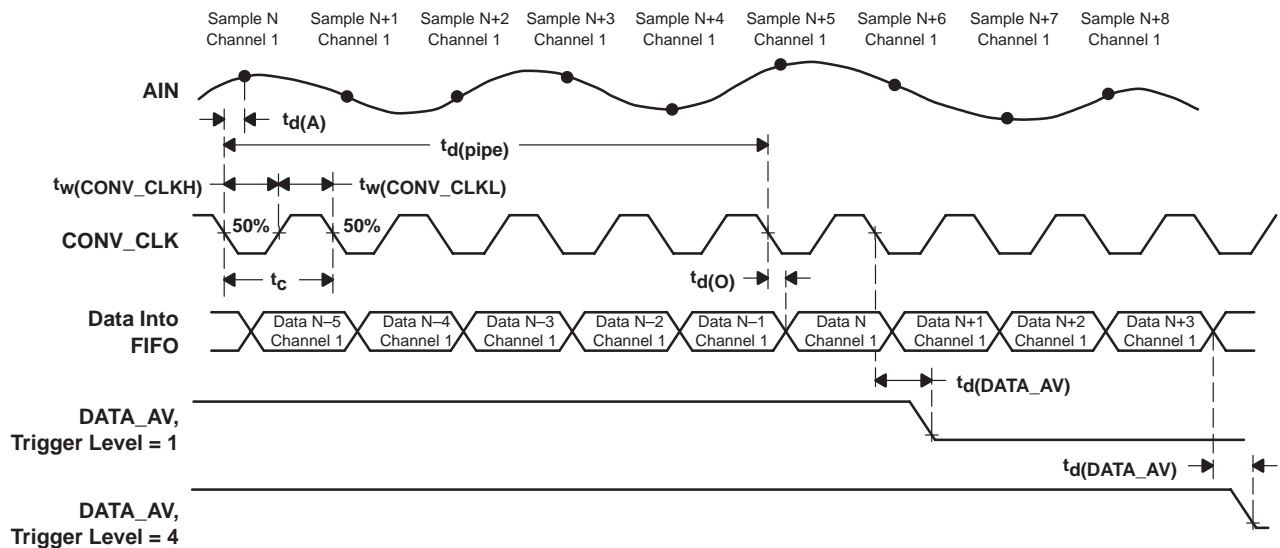 Sample N Sample N+1 Sample N+2 Sample N+3 Sample N+4 Sample N+5 Sample N+6 Sample N+7 Sample N+8
Channel 1 Channel 1 Channel 1 Channel 1 Channel 1 Channel 1 Channel 1 Channel 1 Channel 1
AIN
td(A)
td(pipe)
tw(CONV_CLKH) tw(CONV_CLKL)
50% 50%
CONV_CLK
tc
td(O)
Data Into Data N–5 Data N–4 Data N–3 Data N–2 Data N–1 Data N Data N+1 Data N+2 Data N+3
FIFO Channel 1 Channel 1 Channel 1 Channel 1 Channel 1 Channel 1 Channel 1 Channel 1 Channel 1
td(DATA_AV)
DATA_AV,
Trigger Level = 1
td(DATA_AV)
DATA_AV,
Trigger Level = 4